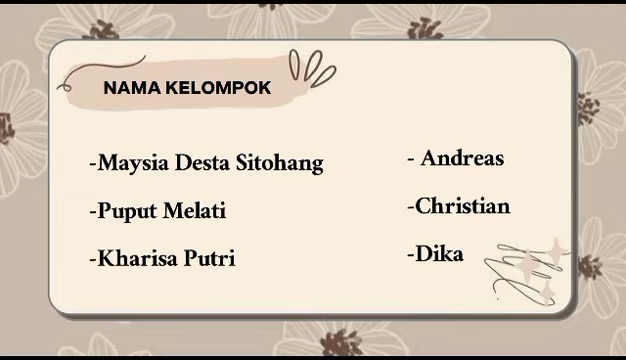 NAMA KELOMPOK
-Maysia Desta Sitohang
-Puput Melati
-Kharisa Putri
- Andreas
-Christian
-Dika